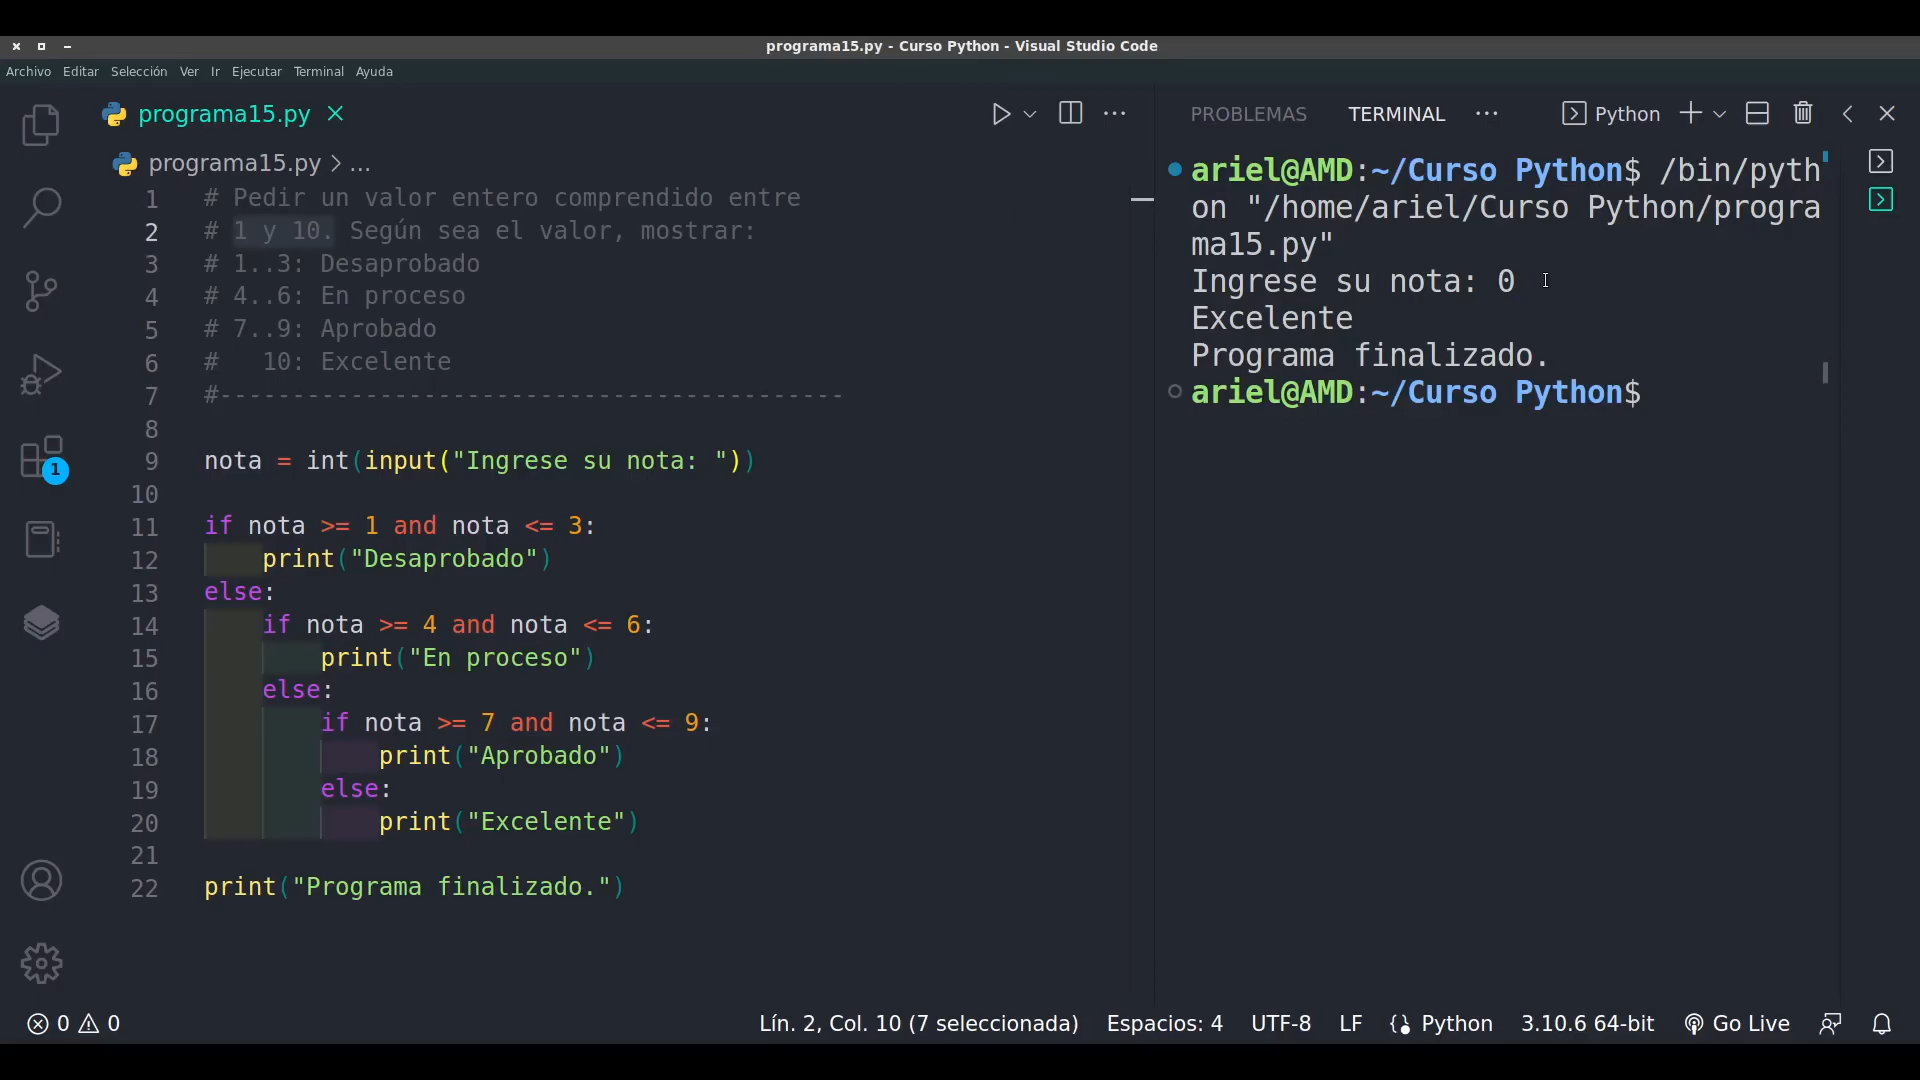 programa15.py - Curso Python - Visual Studio Code
Archivo Editar Selección Ver Ir Ejecutar Terminal Ayuda
programa15.py
programa15.py > ...
1 # Pedir un valor entero comprendido entre
2 # 1 y 10. Según sea el valor, mostrar:
3 # 1..3: Desaprobado
4 # 4..6: En proceso
5 # 7..9: Aprobado
6 #   10: Excelente
7 #-------------------------------------------
8
9 nota = int(input("Ingrese su nota: "))
10
11 if nota >= 1 and nota <= 3:
12     print("Desaprobado")
13 else:
14     if nota >= 4 and nota <= 6:
15         print("En proceso")
16     else:
17         if nota >= 7 and nota <= 9:
18             print("Aprobado")
19         else:
20             print("Excelente")
21
22 print("Programa finalizado.")
PROBLEMAS TERMINAL ... Python
ariel@AMD:~/Curso Python$ /bin/pyth
on "/home/ariel/Curso Python/progra
ma15.py"
Ingrese su nota: 0
Excelente
Programa finalizado.
ariel@AMD:~/Curso Python$
1
0 0 Lín. 2, Col. 10 (7 seleccionada) Espacios: 4 UTF-8 LF Python 3.10.6 64-bit Go Live